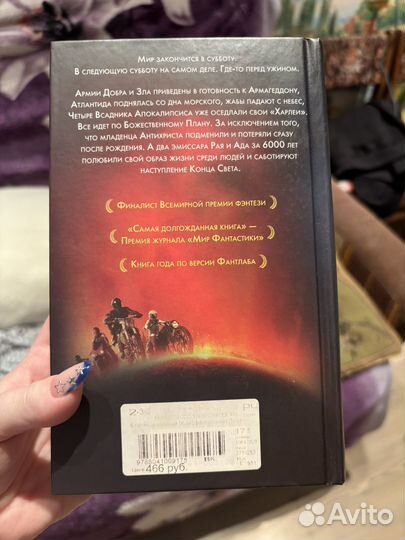 Мир закончится в субботу.
В следующую субботу на самом деле. Где-то перед ужином.
Армии Добра и Зла приведены в готовность к Армагеддону,
Атлантида поднялась со дна морского, жабы падают с небес,
Четыре Всадника Апокалипсиса уже оседлали свои «Харлеи».
Все идет по Божественному Плану. За исключением того,
что младенца Антихриста подменили и потеряли сразу
после рождения. А два эмиссара Рая и Ада за 6000 лет
полюбили свой образ жизни среди людей и саботируют
наступление Конца Света.
Финалист Всемирной премии фэнтези
«Самая долгожданная книга» —
Премия журнала «Мир Фантастики»
Книга года по версии Фантлаба
9785041009175
Цена: 466 руб.
Avito